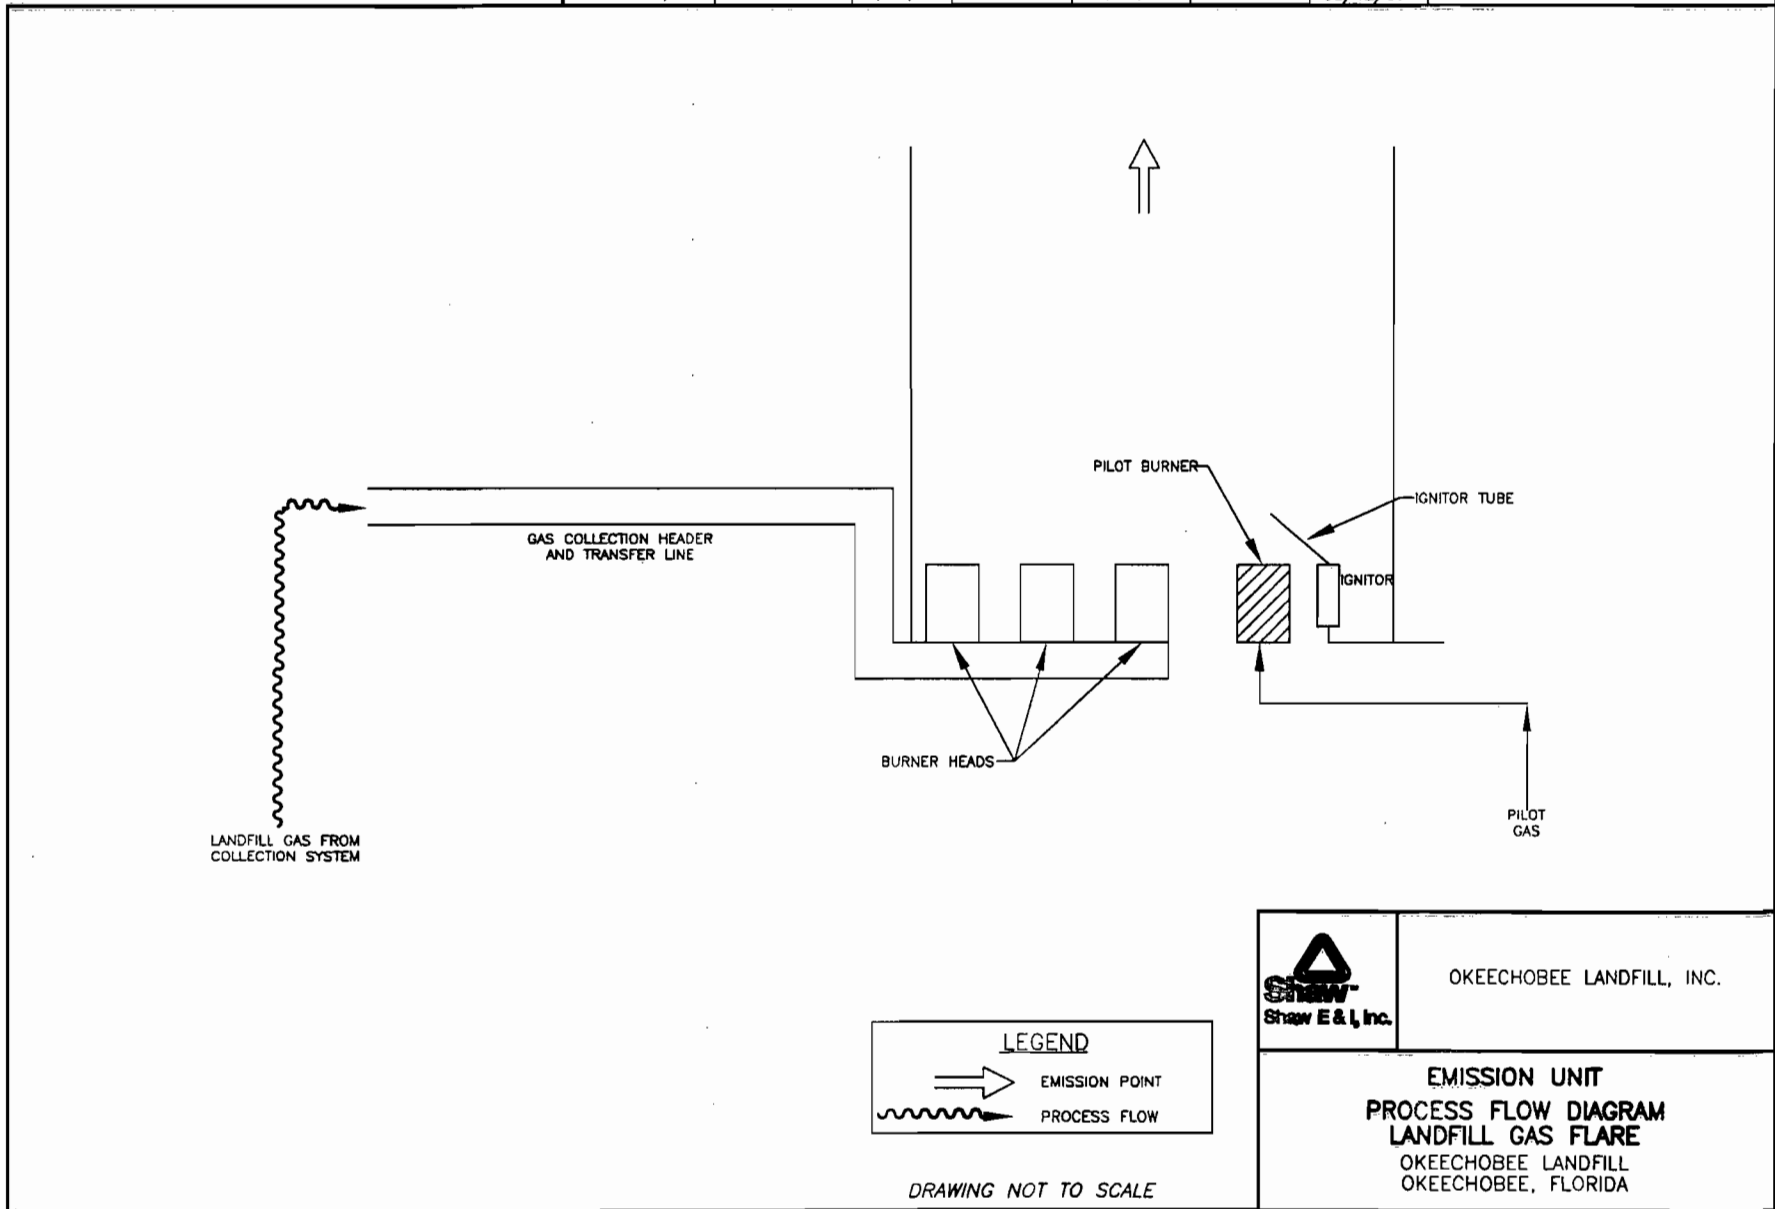 PILOT BURNER
IGNITOR TUBE
GAS COLLECTION HEADER
AND TRANSFER LINE
IGNITOR
BURNER HEADS
PILOT
GAS
LANDFILL GAS FROM
COLLECTION SYSTEM
LEGEND
EMISSION POINT
PROCESS FLOW
DRAWING NOT TO SCALE
Shaw™
Shaw E & I, Inc.
OKEECHOBEE LANDFILL, INC.
EMISSION UNIT
PROCESS FLOW DIAGRAM
LANDFILL GAS FLARE
OKEECHOBEE LANDFILL
OKEECHOBEE, FLORIDA